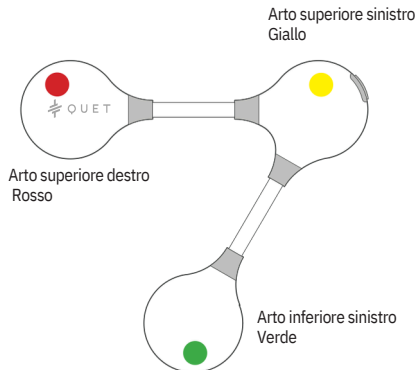 Arto superiore sinistro
Giallo
QUET
Arto superiore destro
Rosso
Arto inferiore sinistro
Verde